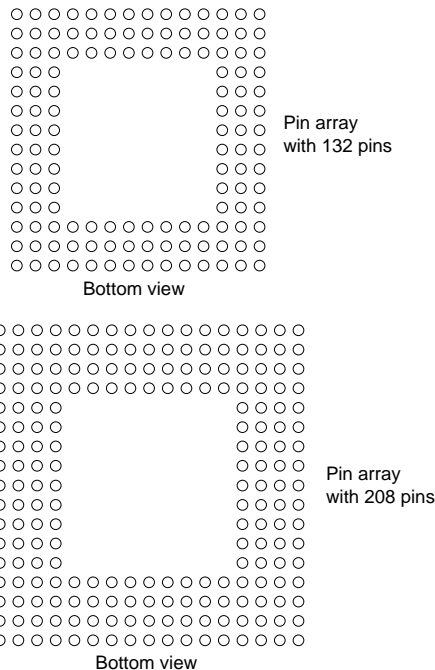 Pin array
with 132 pins
Bottom view
Pin array
with 208 pins
Bottom view